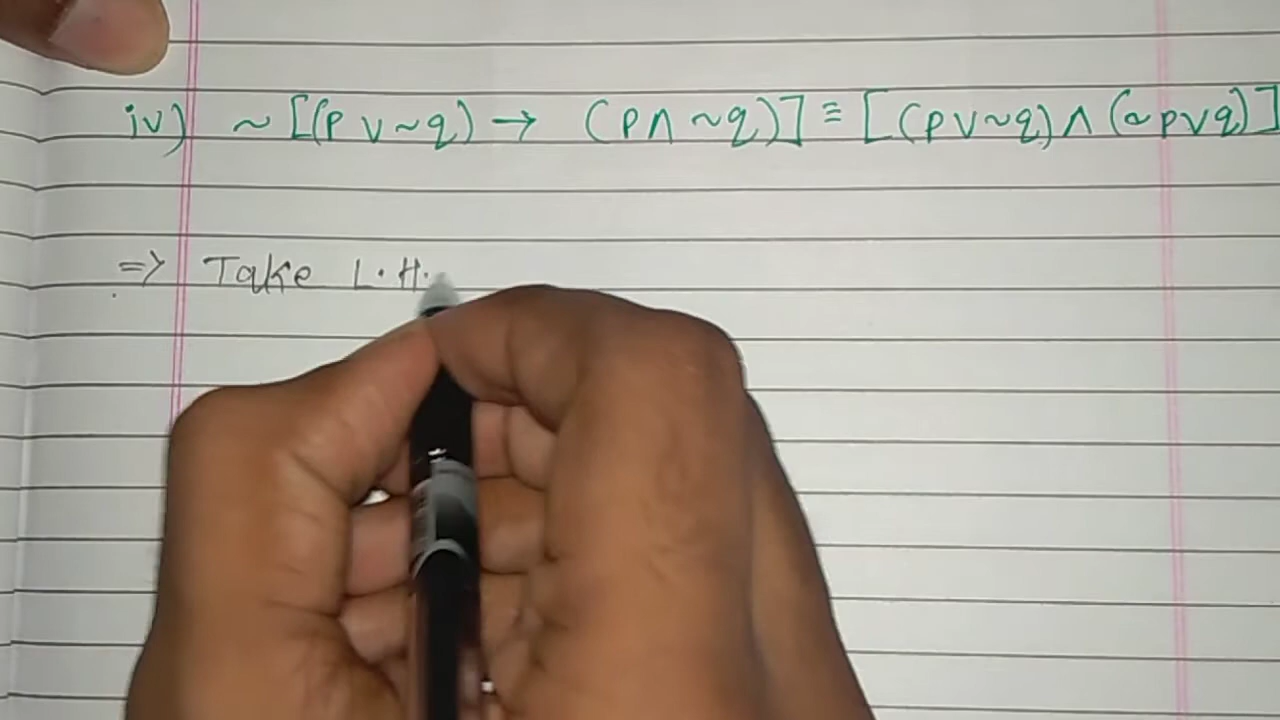 iv) ~ [(p ∨ ~q) → (p ∧ ~q)] ≡ [(p ∨ ~q) ∧ (~p ∨ q)]
=> Take L.H.